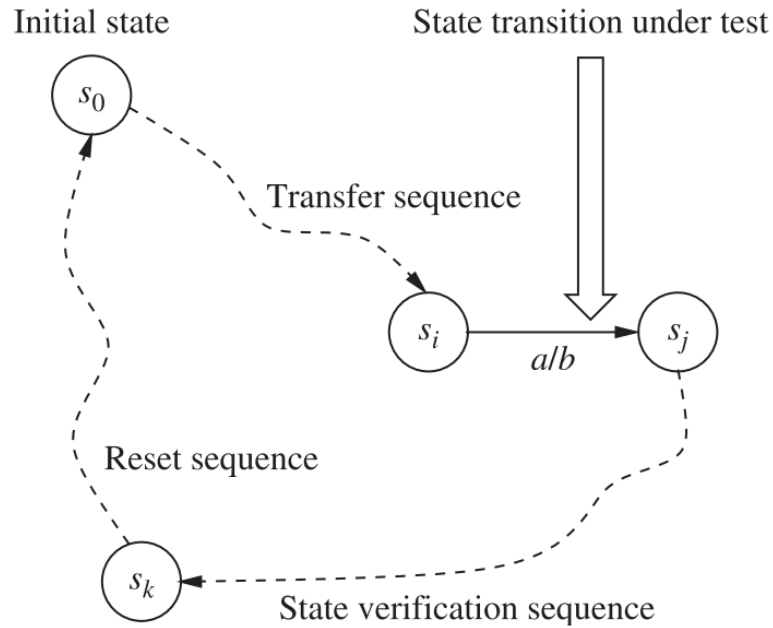 Initial state
State transition under test
s0
Transfer sequence
si
a/b
sj
Reset sequence
sk
State verification sequence